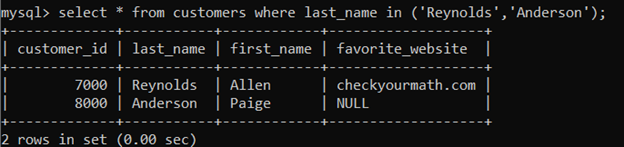 mysql> select * from customers where last_name in ('Reynolds','Anderson');
+-------------+-----------+------------+-------------------+
| customer_id | last_name | first_name | favorite_website  |
+-------------+-----------+------------+-------------------+
|        7000 | Reynolds  | Allen      | checkyourmath.com |
|        8000 | Anderson  | Paige      | NULL              |
+-------------+-----------+------------+-------------------+
2 rows in set (0.00 sec)